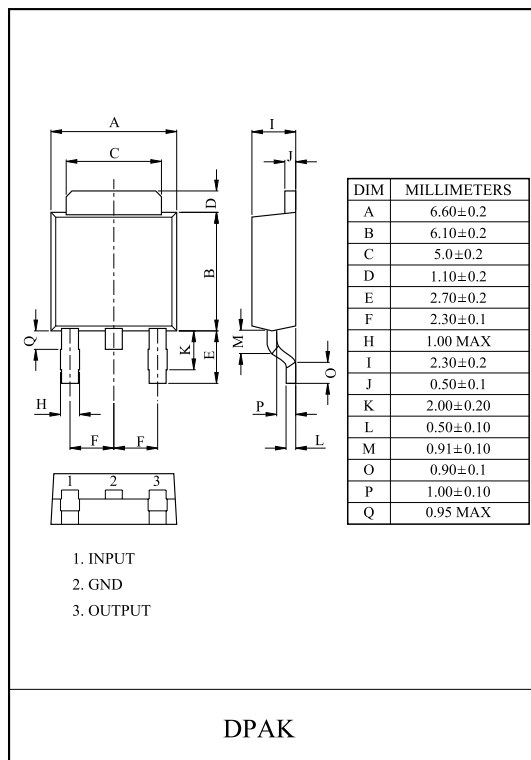 A
C
D
B
Q
K
E
H
F F
I
J
M
O
P
L
1 2 3
1. INPUT
2. GND
3. OUTPUT
DIM MILLIMETERS
A 6.60±0.2
B 6.10±0.2
C 5.0±0.2
D 1.10±0.2
E 2.70±0.2
F 2.30±0.1
H 1.00 MAX
I 2.30±0.2
J 0.50±0.1
K 2.00±0.20
L 0.50±0.10
M 0.91±0.10
O 0.90±0.1
P 1.00±0.10
Q 0.95 MAX
DPAK